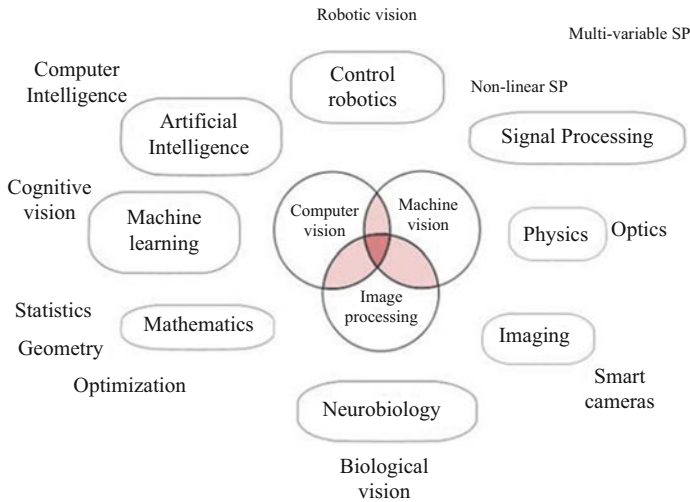 Robotic vision
Multi-variable SP
Computer
Intelligence
Control
robotics
Non-linear SP
Artificial
Intelligence
Signal Processing
Cognitive
vision
Machine
learning
Computer
vision
Machine
vision
Physics
Optics
Image
processing
Statistics
Geometry
Optimization
Mathematics
Imaging
Smart
cameras
Neurobiology
Biological
vision